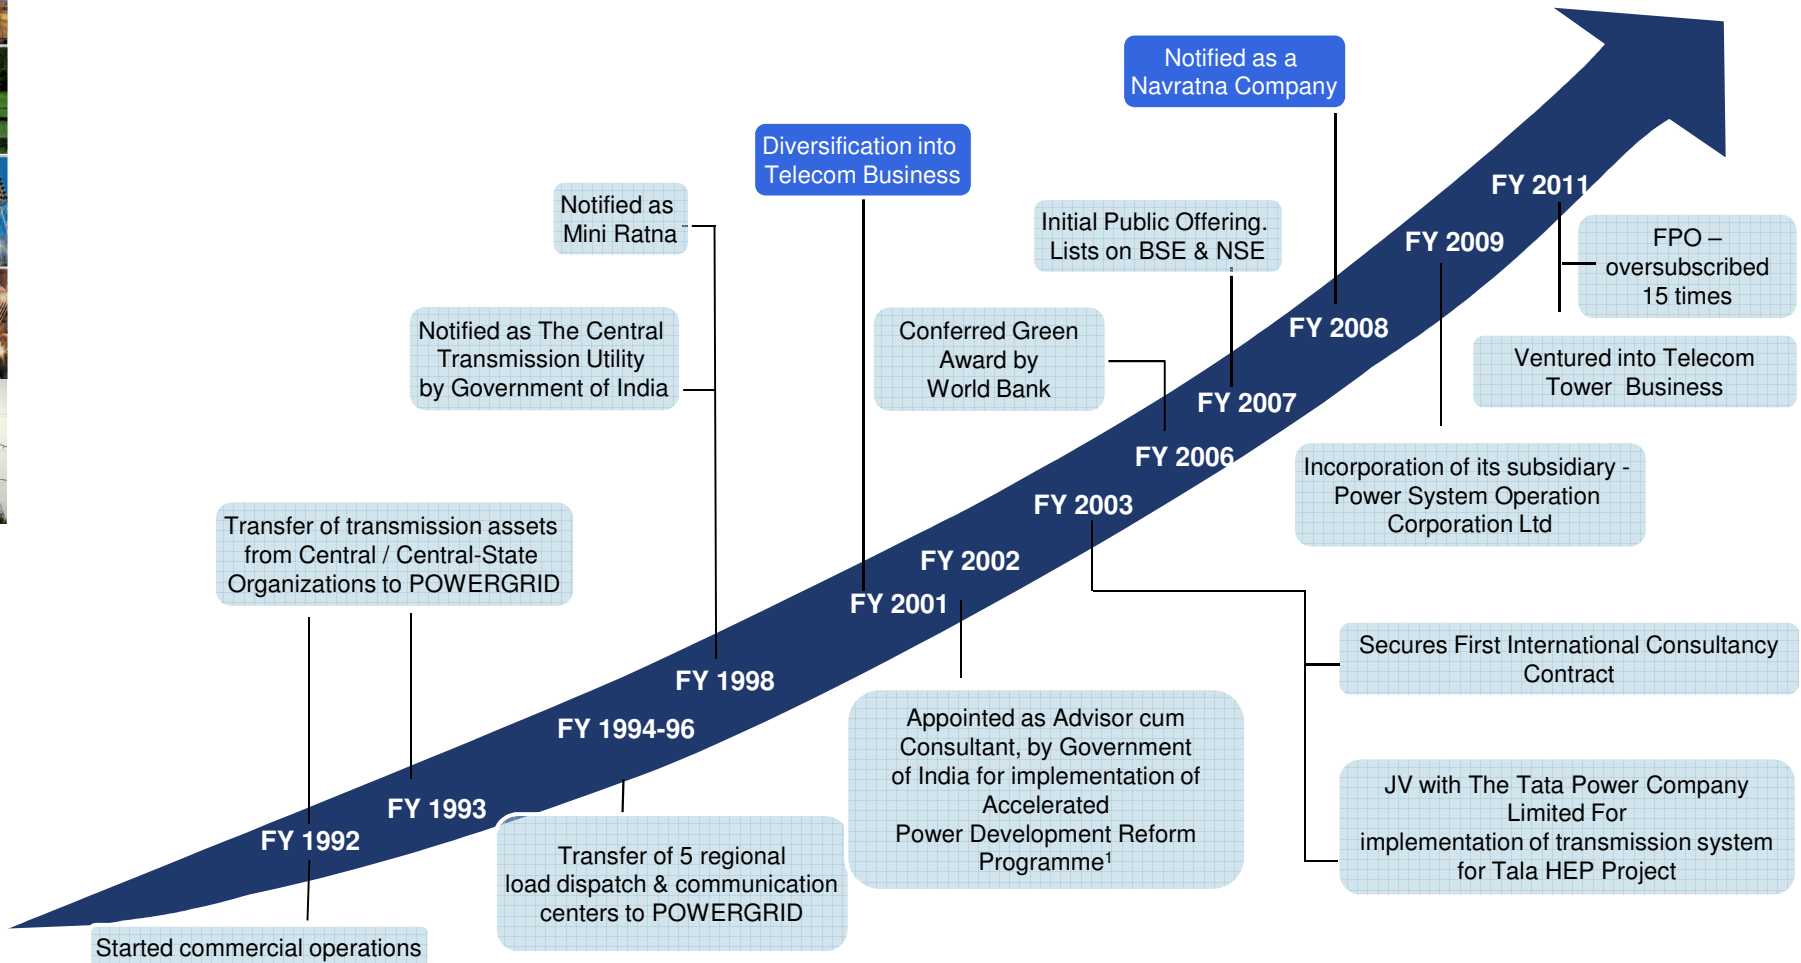 Notified as a
Navratna Company
Diversification into
Telecom Business
Notified as
Mini Ratna
Initial Public Offering.
Lists on BSE & NSE
FY 2011
FPO –
oversubscribed
15 times
FY 2009
Notified as The Central
Transmission Utility
by Government of India
Conferred Green
Award by
World Bank
FY 2008
Ventured into Telecom
Tower Business
FY 2007
FY 2006
Incorporation of its subsidiary -
Power System Operation
Corporation Ltd
FY 2003
Transfer of transmission assets
from Central / Central-State
Organizations to POWERGRID
FY 2002
FY 2001
Secures First International Consultancy
Contract
FY 1998
FY 1994-96
Appointed as Advisor cum
Consultant, by Government
of India for implementation of
Accelerated
Power Development Reform
Programme¹
JV with The Tata Power Company
Limited For
implementation of transmission system
for Tala HEP Project
FY 1993
FY 1992
Transfer of 5 regional
load dispatch & communication
centers to POWERGRID
Started commercial operations